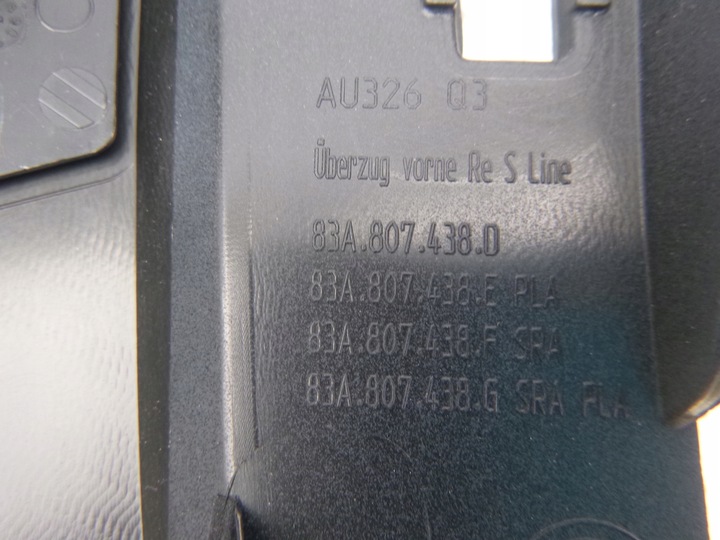 AU326 Q3
Überzug vorne Re S Line
83A.807.438.D
83A.807.438.E PLA
83A.807.438.F SRA
83A.807.438.G SRA PLA